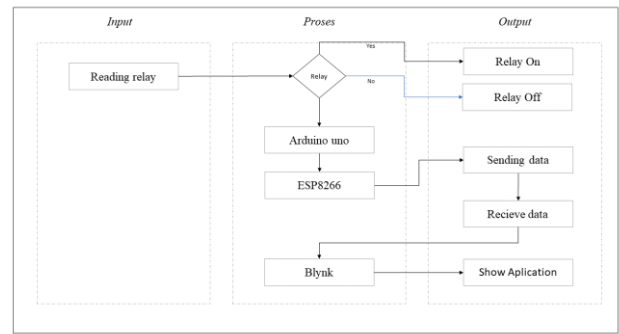 Input
Proses
Output
Reading relay
Relay
Yes
No
Relay On
Relay Off
Arduino uno
ESP8266
Sending data
Recieve data
Blynk
Show Aplication